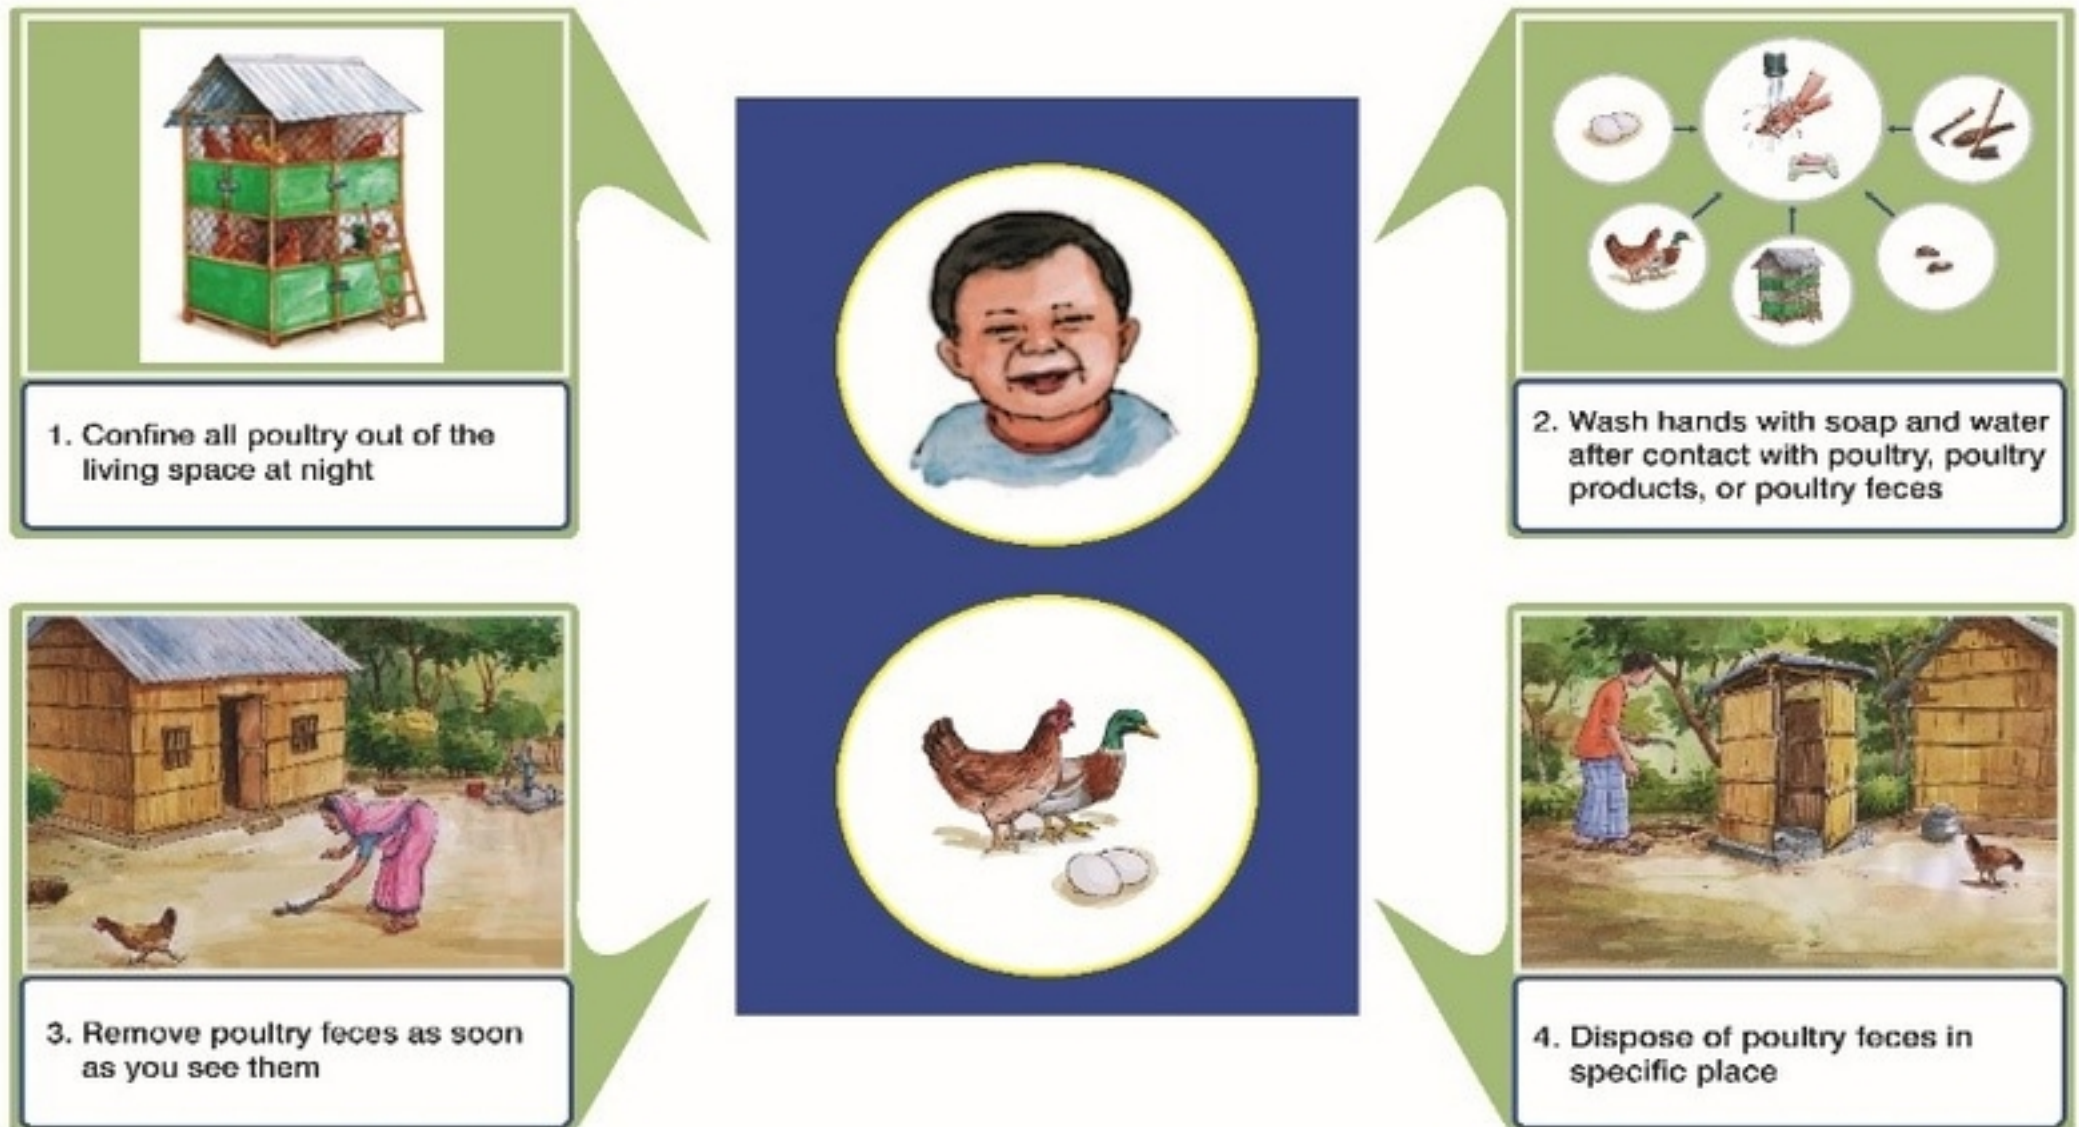 1. Confine all poultry out of the
living space at night
2. Wash hands with soap and water
after contact with poultry, poultry
products, or poultry feces
3. Remove poultry feces as soon
as you see them
4. Dispose of poultry feces in
specific place